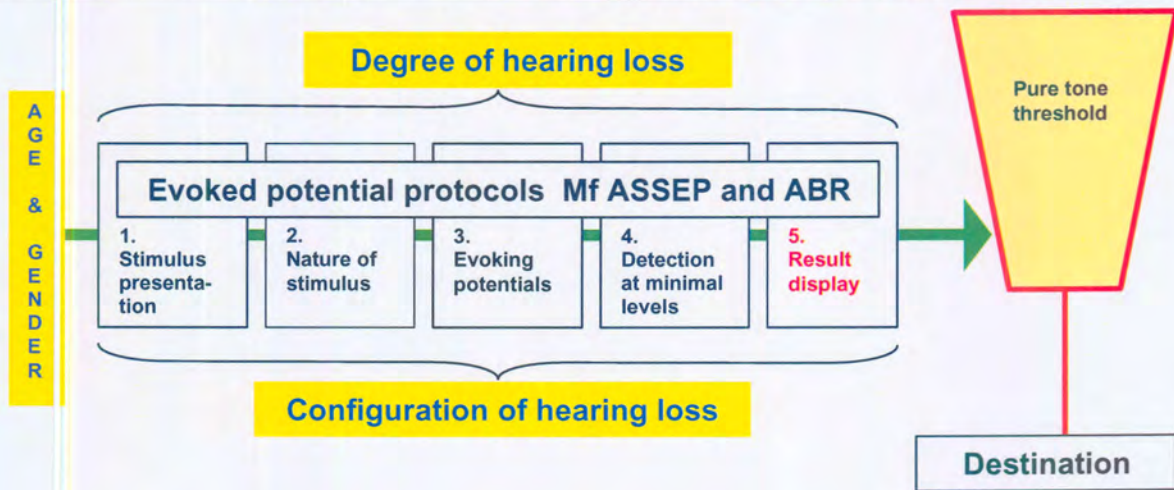 Degree of hearing loss
AGE & GENDER
Pure tone
threshold
Evoked potential protocols Mf ASSEP and ABR
1.
Stimulus
presenta-
tion
2.
Nature of
stimulus
3.
Evoking
potentials
4.
Detection
at minimal
levels
5.
Result
display
Configuration of hearing loss
Destination